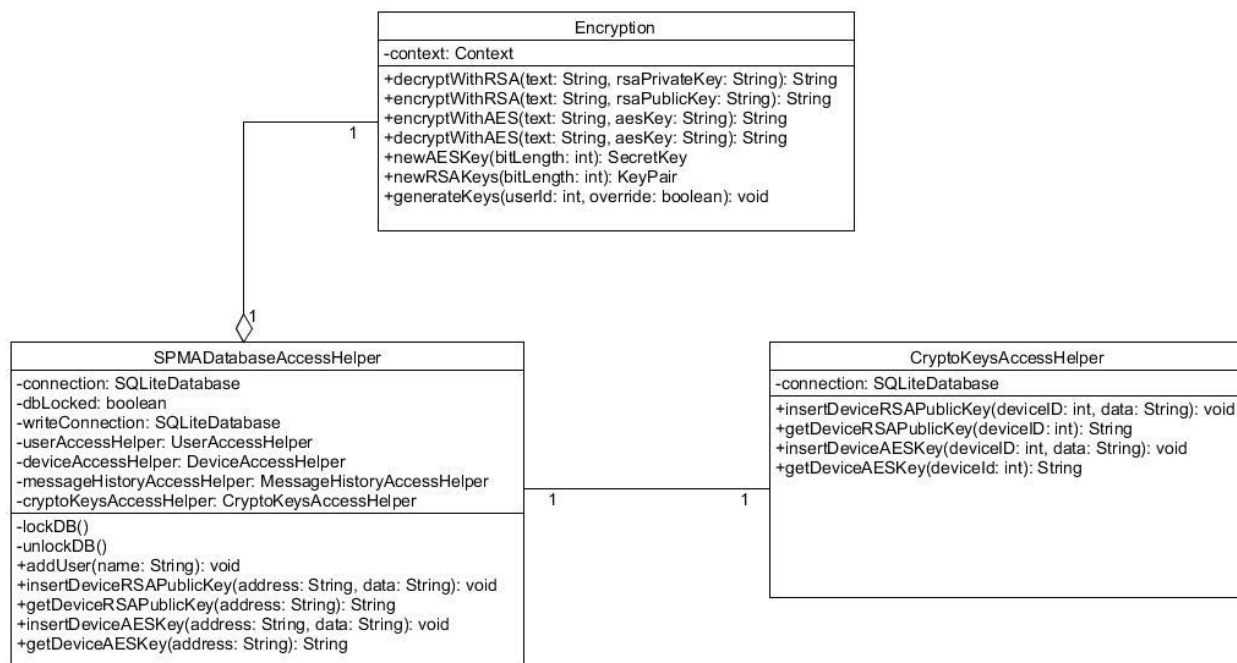 Encryption
-context: Context
+decryptWithRSA(text: String, rsaPrivateKey: String): String
+encryptWithRSA(text: String, rsaPublicKey: String): String
+encryptWithAES(text: String, aesKey: String): String
+decryptWithAES(text: String, aesKey: String): String
+newAESKey(bitLength: int): SecretKey
+newRSAKeys(bitLength: int): KeyPair
+generateKeys(userId: int, override: boolean): void
1
1
SPMADatabaseAccessHelper
-connection: SQLiteDatabase
-dbLocked: boolean
-writeConnection: SQLiteDatabase
-userAccessHelper: UserAccessHelper
-deviceAccessHelper: DeviceAccessHelper
-messageHistoryAccessHelper: MessageHistoryAccessHelper
-cryptoKeysAccessHelper: CryptoKeysAccessHelper
-lockDB()
-unlockDB()
+addUser(name: String): void
+insertDeviceRSAPublicKey(address: String, data: String): void
+getDeviceRSAPublicKey(address: String): String
+insertDeviceAESKey(address: String, data: String): void
+getDeviceAESKey(address: String): String
1
1
CryptoKeysAccessHelper
-connection: SQLiteDatabase
+insertDeviceRSAPublicKey(deviceID: int, data: String): void
+getDeviceRSAPublicKey(deviceID: int): String
+insertDeviceAESKey(deviceID: int, data: String): void
+getDeviceAESKey(deviceId: int): String